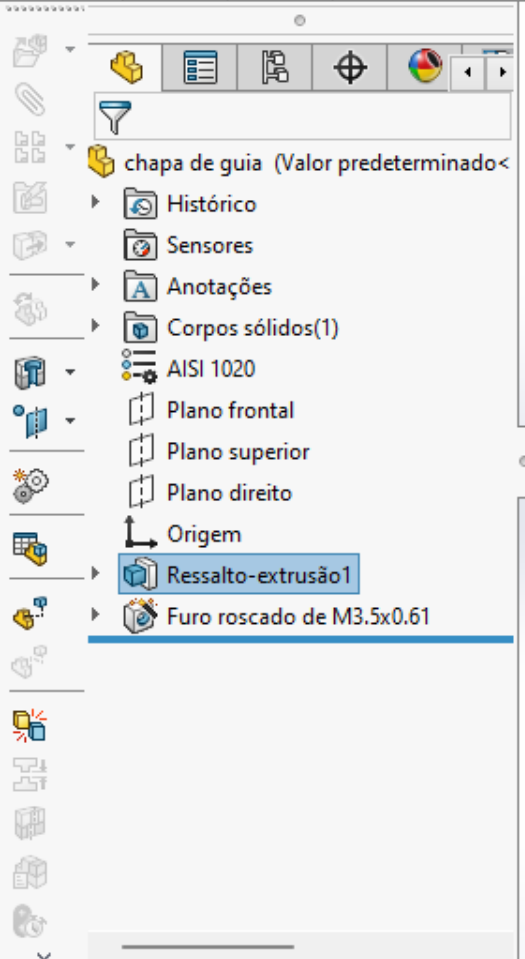 chapa de guia (Valor predeterminado<
Histórico
Sensores
Anotações
Corpos sólidos(1)
AISI 1020
Plano frontal
Plano superior
Plano direito
Origem
Ressalto-extrusão1
Furo roscado de M3.5x0.61